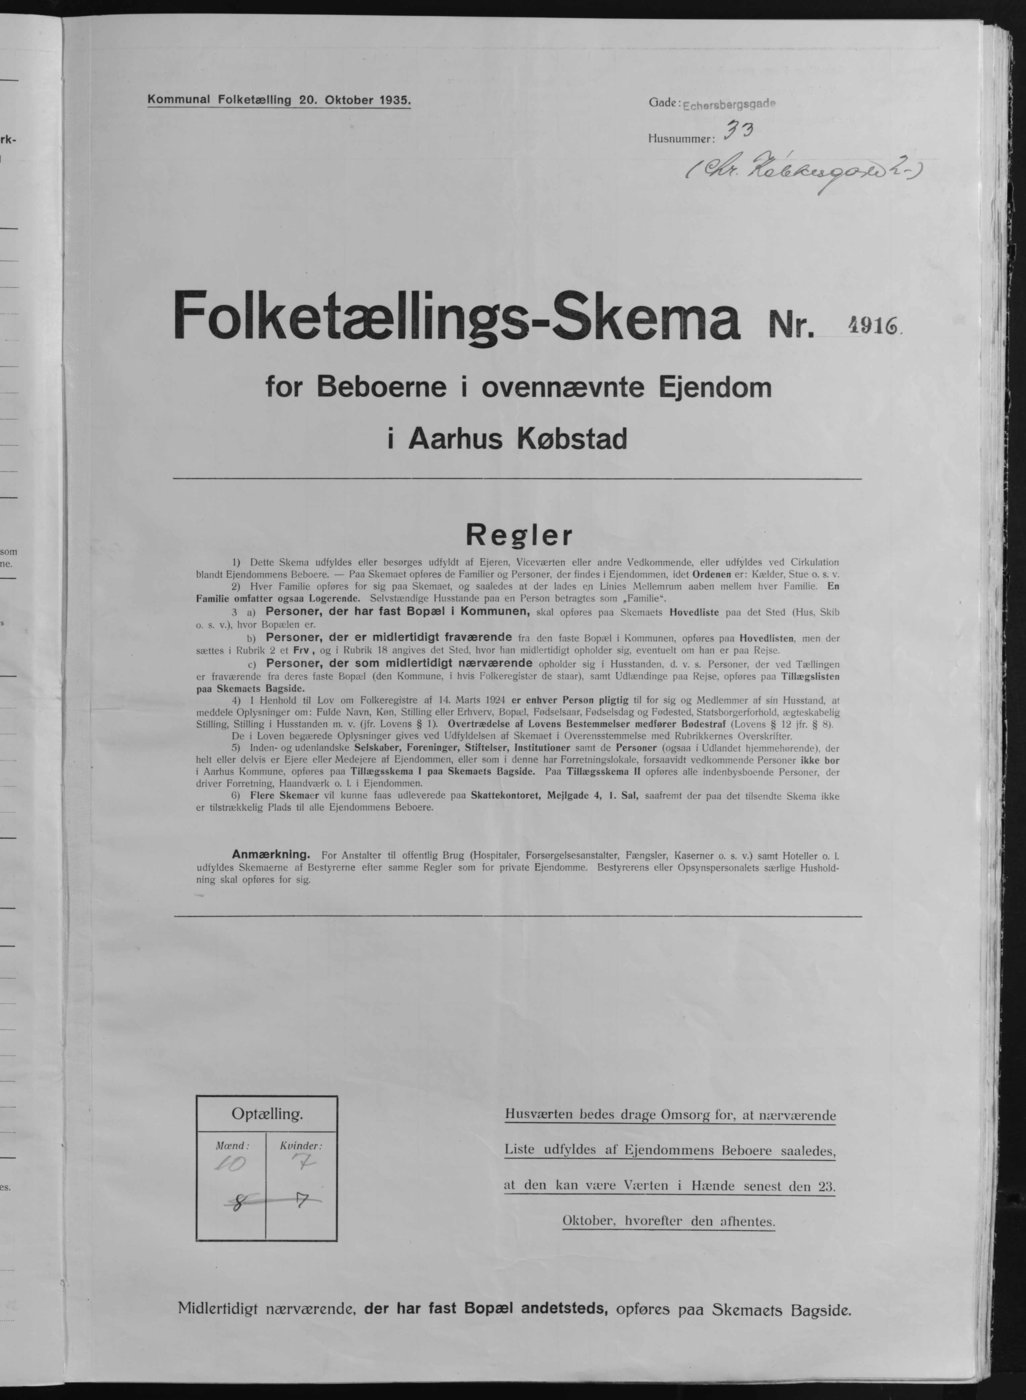 Kommunal Folketælling 20. Oktober 1935.
Gade: Echersbergsgade
Husnummer: 33
(Chr. Købkesgade 2-)
Folketællings-Skema Nr. 4916.
for Beboerne i ovennævnte Ejendom
i Aarhus Købstad
Regler
1) Dette Skema udfyldes eller besørges udfyldt af Ejeren, Viceværten eller andre Vedkommende, eller udfyldes ved Cirkulation
blandt Ejendommens Beboere. — Paa Skemaet opføres de Familier og Personer, der findes i Ejendommen, idet Ordenen er: Kælder, Stue o. s. v.
2) Hver Familie opføres for sig paa Skemaet, og saaledes at der lades en Linies Mellemrum aaben mellem hver Familie. En
Familie omfatter ogsaa Logerende. Selvstændige Husstande paa en Person betragtes som „Familie“.
3 a) Personer, der har fast Bopæl i Kommunen, skal opføres paa Skemaets Hovedliste paa det Sted (Hus, Skib
o. s. v.), hvor Bopælen er.
b) Personer, der er midlertidigt fraværende fra den faste Bopæl i Kommunen, opføres paa Hovedlisten, men der
sættes i Rubrik 2 et Frv , og i Rubrik 18 angives det Sted, hvor han midlertidigt opholder sig, eventuelt om han er paa Rejse.
c) Personer, der som midlertidigt nærværende opholder sig i Husstanden, d. v. s. Personer, der ved Tællingen
er fraværende fra deres faste Bopæl (den Kommune, i hvis Folkeregister de staar), samt Udlændinge paa Rejse, opføres paa Tillægslisten
paa Skemaets Bagside.
4) I Henhold til Lov om Folkeregistre af 14. Marts 1924 er enhver Person pligtig til for sig og Medlemmer af sin Husstand, at
meddele Oplysninger om: Fulde Navn, Køn, Stilling eller Erhverv, Bopæl, Fødselsaar, Fødselsdag og Fødested, Statsborgerforhold, ægteskabelig
Stilling, Stilling i Husstanden m. v. (jfr. Lovens § 1). Overtrædelse af Lovens Bestemmelser medfører Bødestraf (Lovens § 12 jfr. § 8).
De i Loven begærede Oplysninger gives ved Udfyldelsen af Skemaet i Overensstemmelse med Rubrikkernes Overskrifter.
5) Inden- og udenlandske Selskaber, Foreninger, Stiftelser, Institutioner samt de Personer (ogsaa i Udlandet hjemmehørende), der
helt eller delvis er Ejere eller Medejere af Ejendommen, eller som i denne har Forretningslokale, forsaavidt vedkommende Personer ikke bor
i Aarhus Kommune, opføres paa Tillægsskema I paa Skemaets Bagside. Paa Tillægsskema II opføres alle indenbysboende Personer, der
driver Forretning, Haandværk o. l. i Ejendommen.
6) Flere Skemaer vil kunne faas udleverede paa Skattekontoret, Mejlgade 4, 1. Sal, saafremt der paa det tilsendte Skema ikke
er tilstrækkelig Plads til alle Ejendommens Beboere.
Anmærkning. For Anstalter til offentlig Brug (Hospitaler, Forsørgelsesanstalter, Fængsler, Kaserner o. s. v.) samt Hoteller o. l.
udfyldes Skemaerne af Bestyrerne efter samme Regler som for private Ejendomme. Bestyrerens eller Opsynspersonalets særlige Hushold-
ning skal opføres for sig.
Optælling.
Mænd: Kvinder:
10 7
8 7
Husværten bedes drage Omsorg for, at nærværende
Liste udfyldes af Ejendommens Beboere saaledes,
at den kan være Værten i Hænde senest den 23.
Oktober, hvorefter den afhentes.
Midlertidigt nærværende, der har fast Bopæl andetsteds, opføres paa Skemaets Bagside.